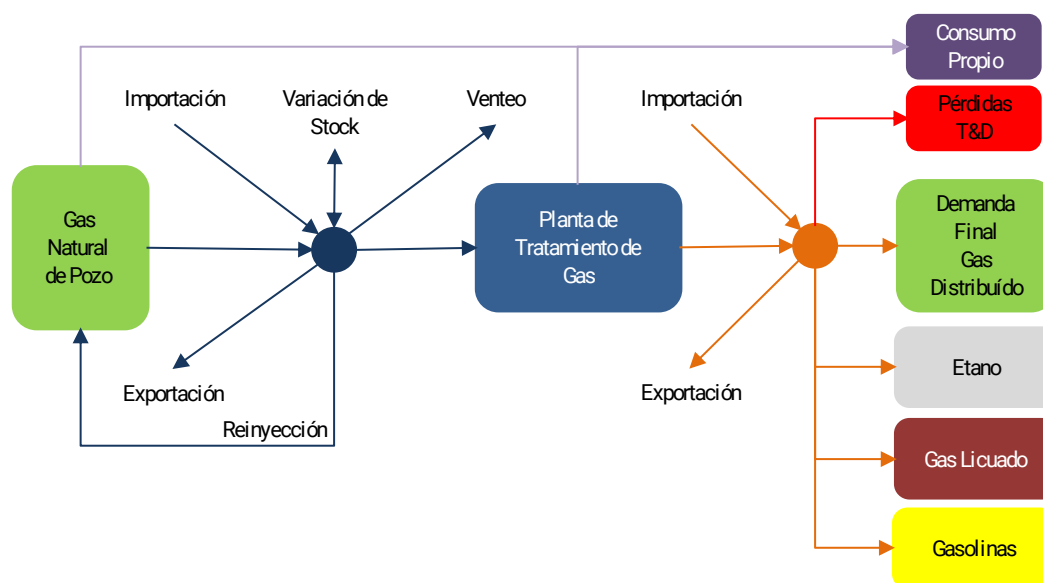 Consumo
Propio
Importación
Variación de
Stock
Venteo
Importación
Pérdidas
T&D
Gas
Natural
de Pozo
Planta de
Tratamiento de
Gas
Demanda
Final
Gas
Distribuído
Exportación
Exportación
Etano
Reinyección
Gas Licuado
Gasolinas